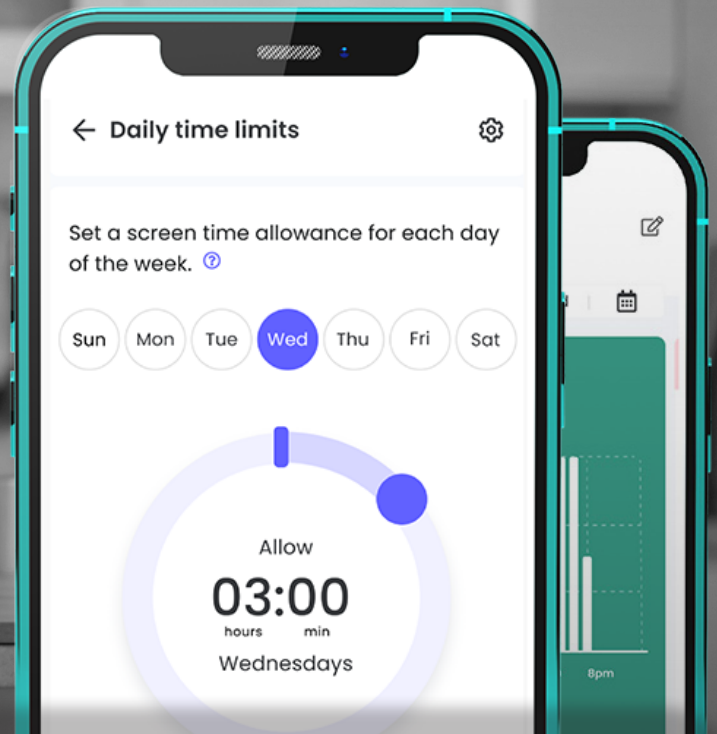 Daily time limits
Set a screen time allowance for each day
of the week.
Sun Mon Tue Wed Thu Fri Sat
Allow
03:00
hours min
Wednesdays
8pm